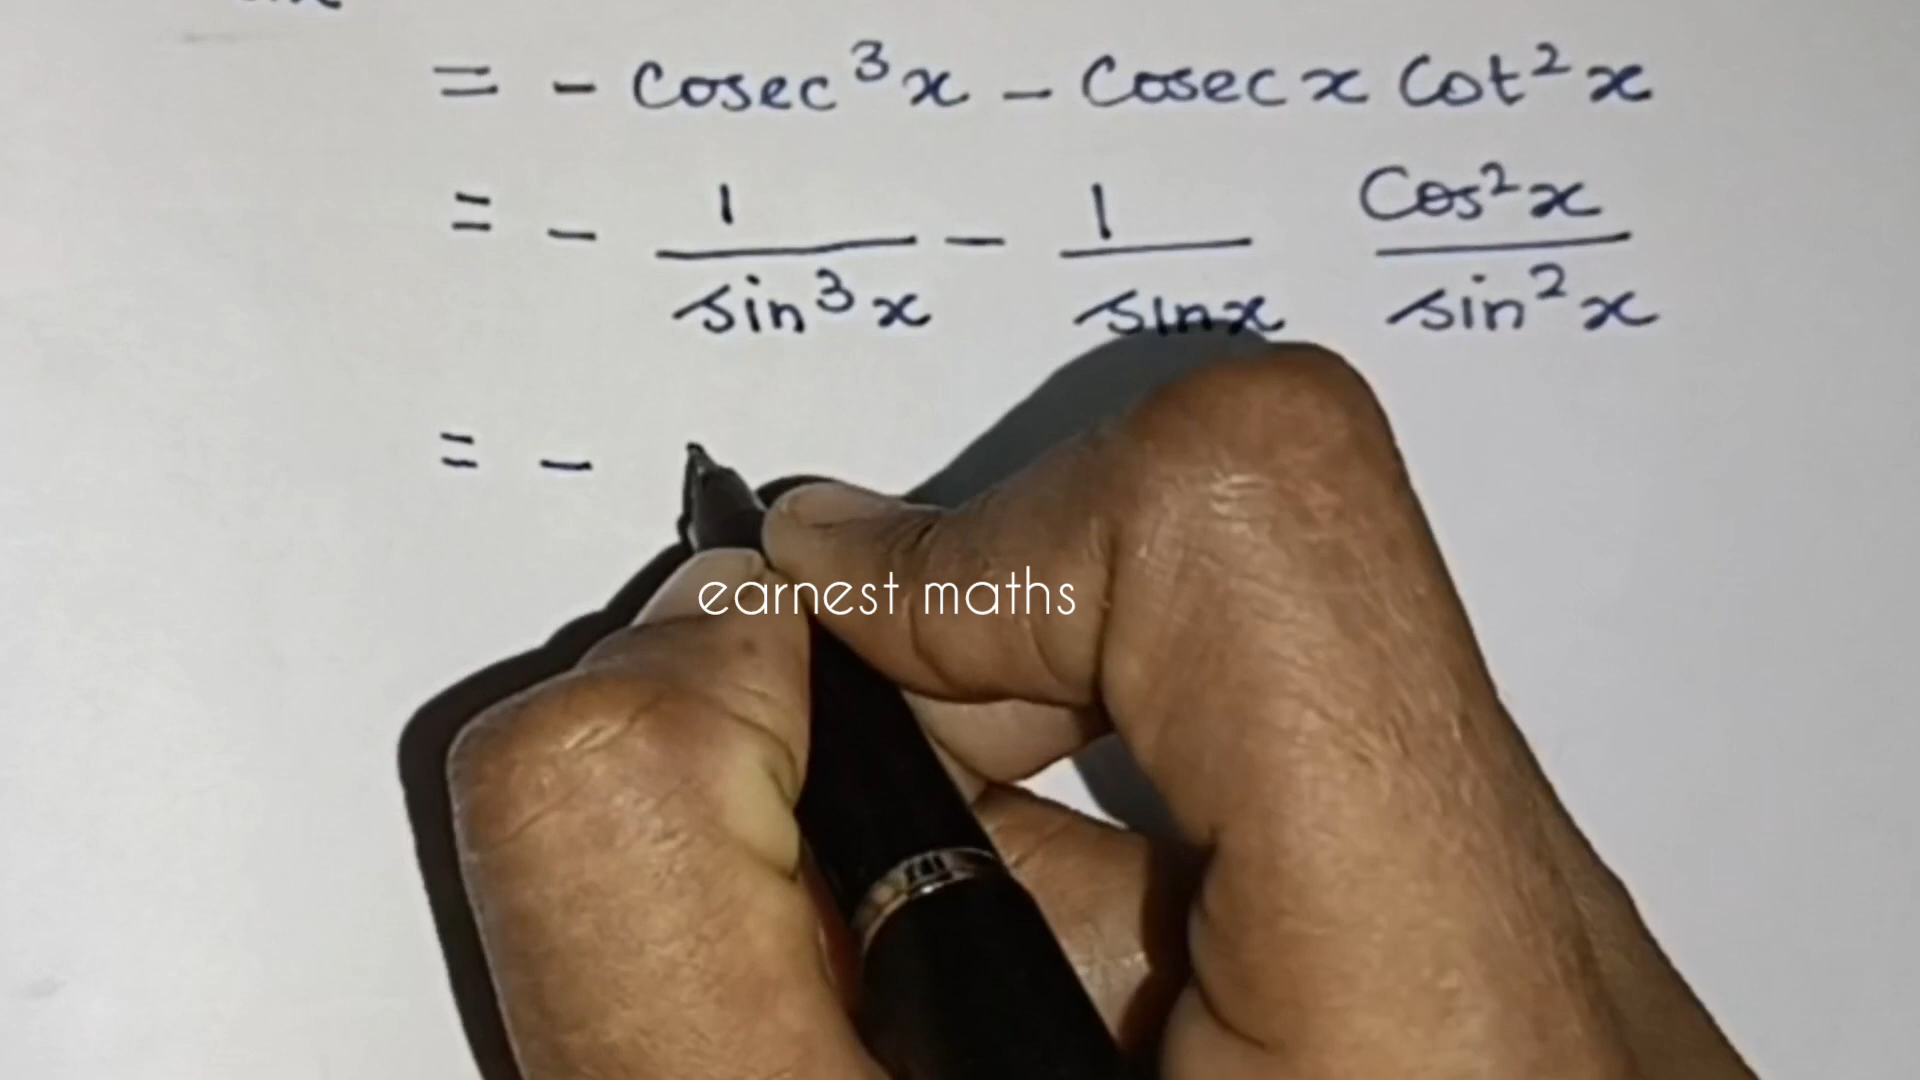 = - cosec³x - cosec x cot²x
= - 1/sin³x - 1/sinx cos²x/sin²x
= -
earnest maths